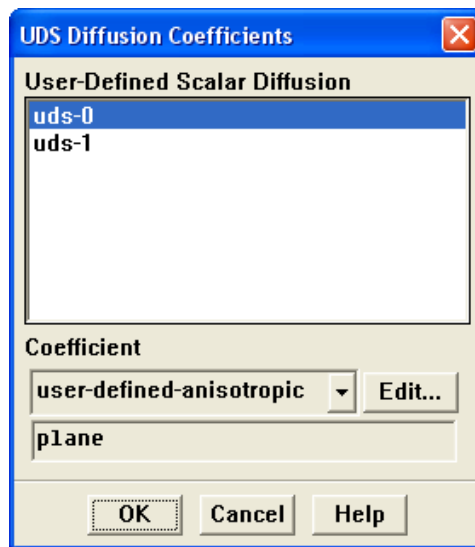 UDS Diffusion Coefficients
User-Defined Scalar Diffusion
uds-0
uds-1
Coefficient
user-defined-anisotropic Edit...
plane
OK Cancel Help